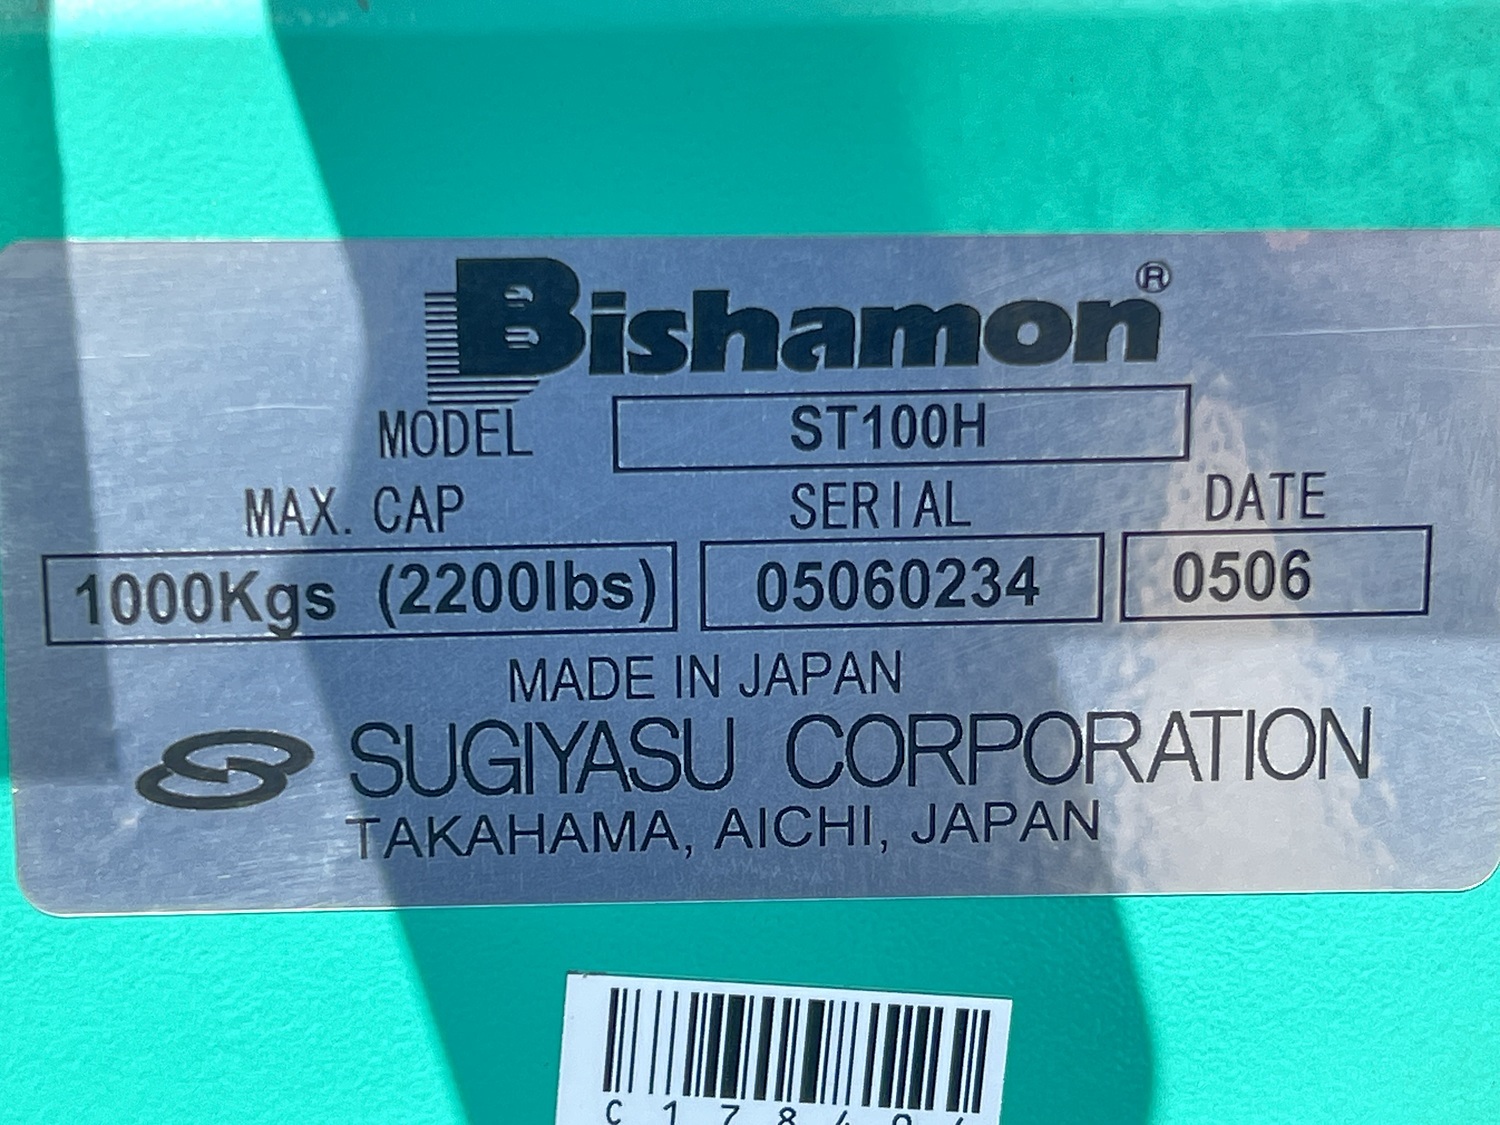 Bishamon®
MODEL ST100H
MAX. CAP SERIAL DATE
1000Kgs (2200lbs) 05060234 0506
MADE IN JAPAN
SUGIYASU CORPORATION
TAKAHAMA, AICHI, JAPAN